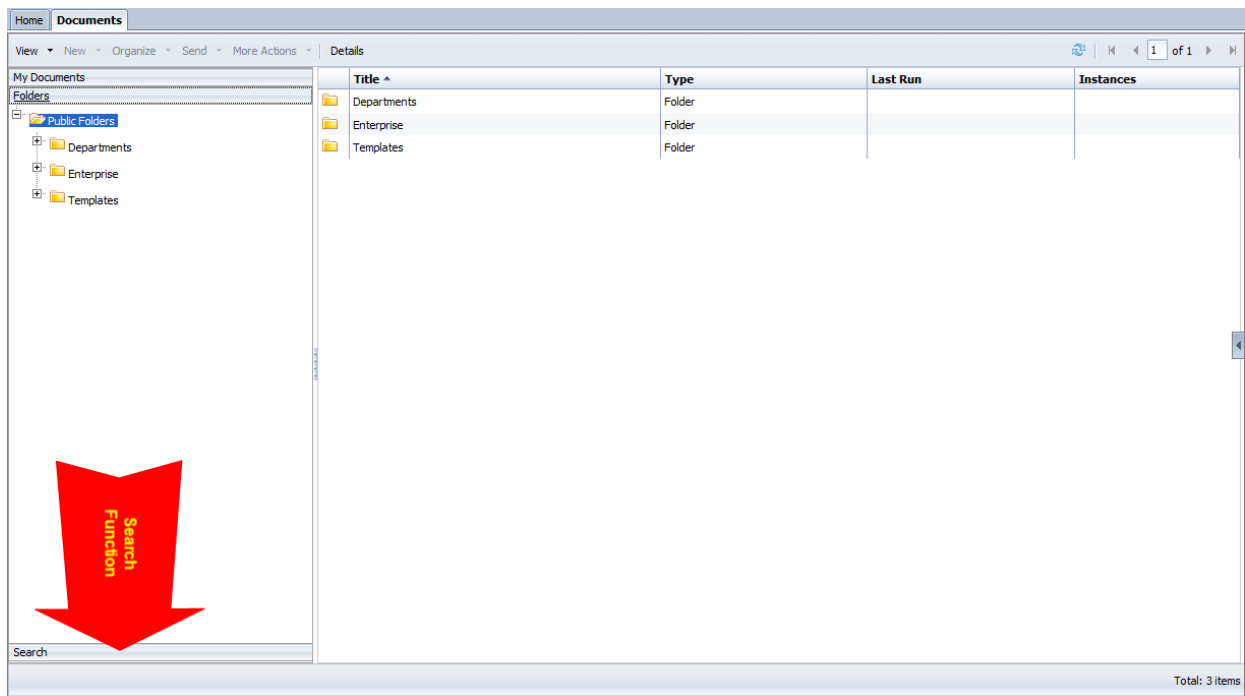 Home Documents
View New Organize Send More Actions Details 1 of 1
My Documents
Folders
Public Folders
Departments
Enterprise
Templates
Title Type Last Run Instances
Departments Folder
Enterprise Folder
Templates Folder
Search
Function
Search
Total: 3 items